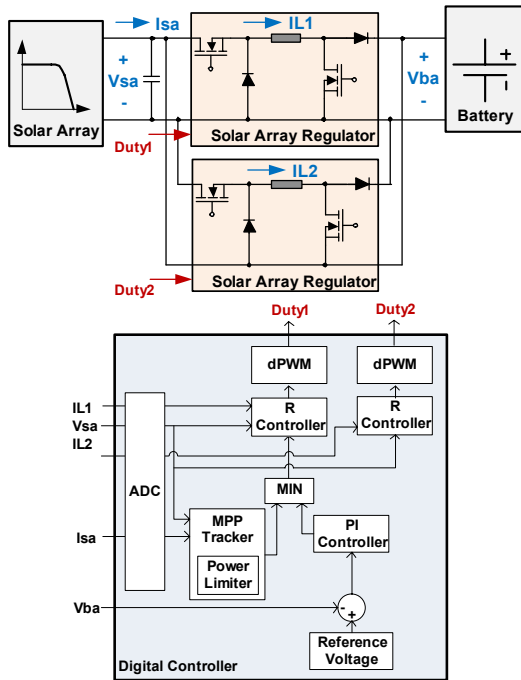 Isa
IL1
+
Vsa
-
Solar Array
Duty1
Solar Array Regulator
+
Vba
-
+
-
Battery
IL2
Duty2
Solar Array Regulator
Duty1
Duty2
dPWM
dPWM
IL1
Vsa
IL2
Isa
Vba
ADC
R
Controller
R
Controller
MIN
MPP
Tracker
Power
Limiter
PI
Controller
-
+
Reference
Voltage
Digital Controller